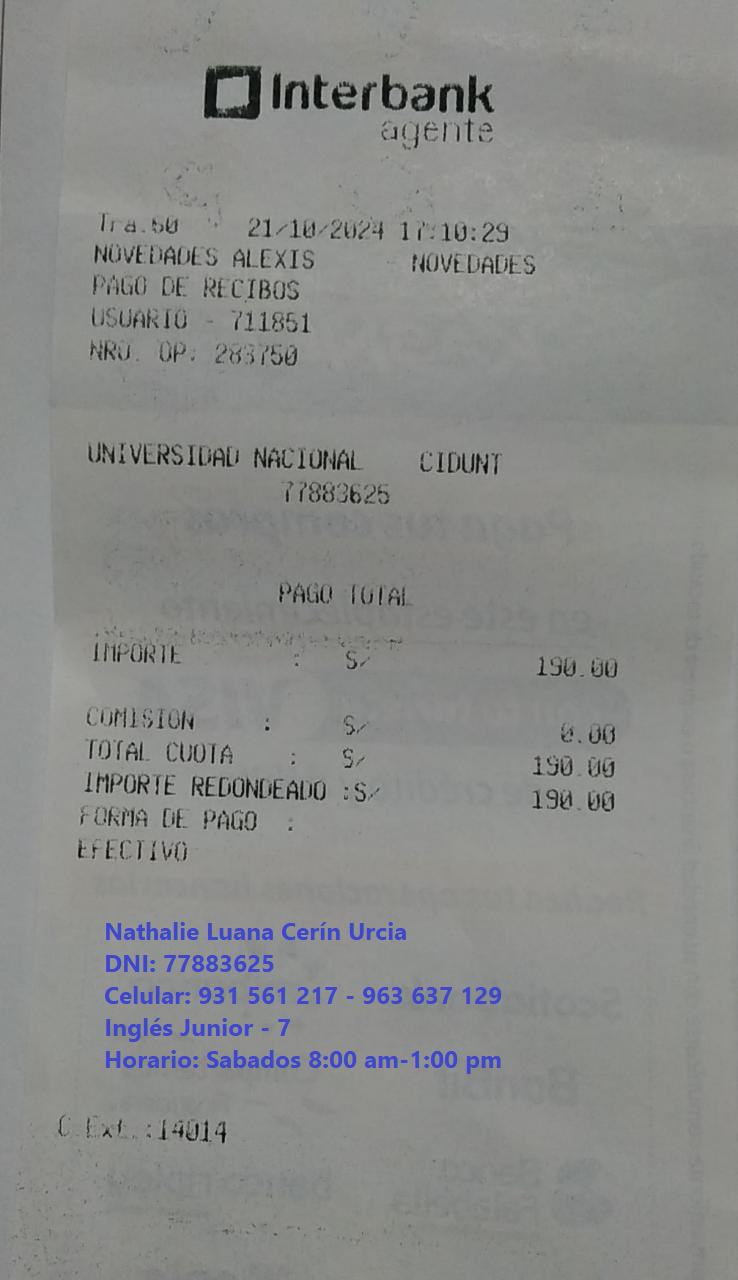 Interbank
agente
Tra.60 21/10/2024 17:10:29
NOVEDADES ALEXIS - NOVEDADES
PAGO DE RECIBOS
USUARIO - 711851
NRO. OP: 283750
UNIVERSIDAD NACIONAL CIDUNT
77883625
PAGO TOTAL
IMPORTE : S/ 190.00
COMISION : S/ 0.00
TOTAL CUOTA : S/ 190.00
IMPORTE REDONDEADO :S/ 190.00
FORMA DE PAGO :
EFECTIVO
Nathalie Luana Cerín Urcia
DNI: 77883625
Celular: 931 561 217 - 963 637 129
Inglés Junior - 7
Horario: Sabados 8:00 am-1:00 pm
C.Ext.:14014